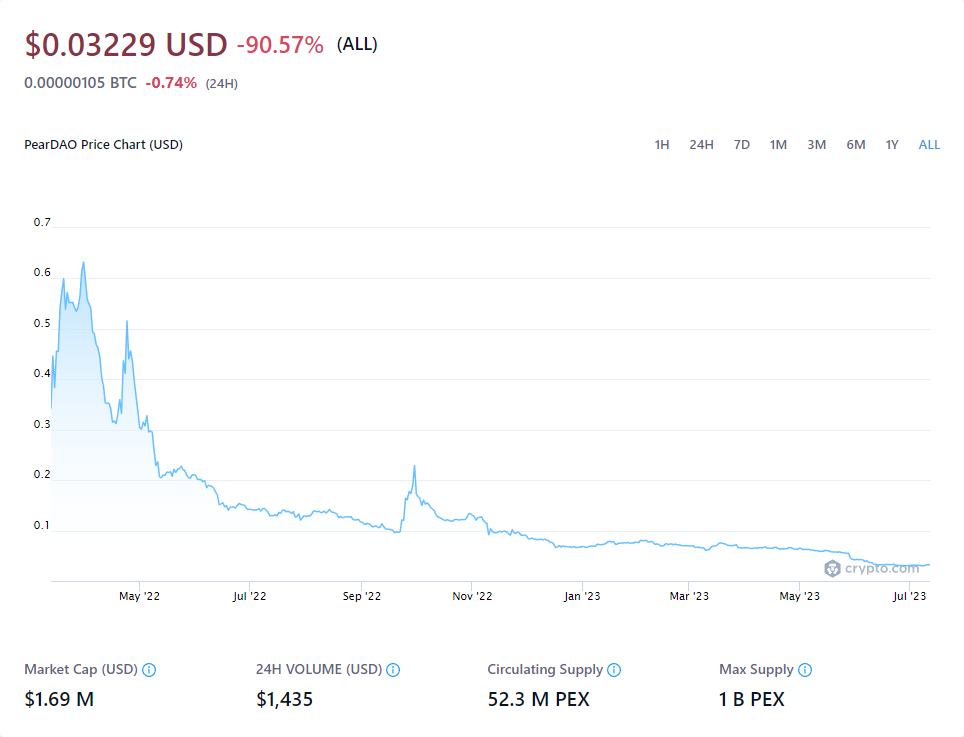 $0.03229 USD -90.57% (ALL)
0.00000105 BTC -0.74% (24H)
PearDAO Price Chart (USD) 1H 24H 7D 1M 3M 6M 1Y ALL
0.7
0.6
0.5
0.4
0.3
0.2
0.1
crypto.com
May '22 Jul '22 Sep '22 Nov '22 Jan '23 Mar '23 May '23 Jul '23
Market Cap (USD) 24H VOLUME (USD) Circulating Supply Max Supply
$1.69 M $1,435 52.3 M PEX 1 B PEX